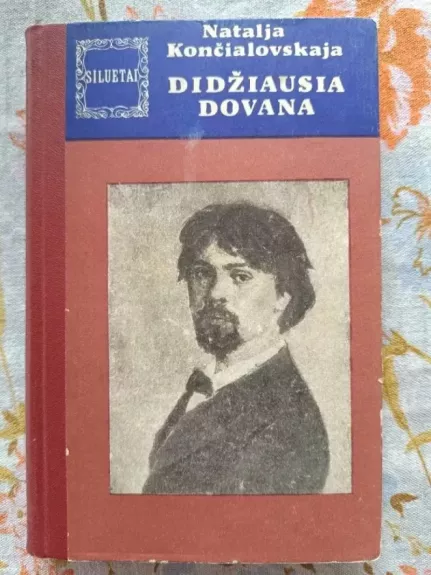 SILUETAI
Natalja
Končialovskaja
DIDŽIAUSIA
DOVANA